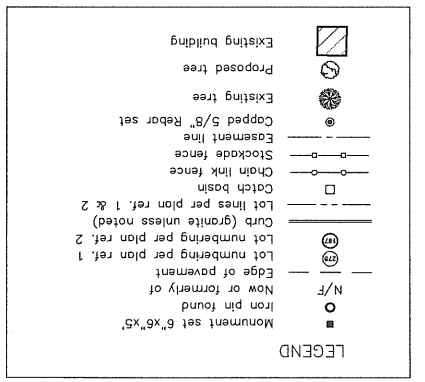 LEGEND
Monument set 6"x6"x5'
Iron pin found
N/F Now or formerly of
Edge of pavement
278 Lot numbering per plan ref. 1
187 Lot numbering per plan ref. 2
Curb (granite unless noted)
Lot lines per plan ref. 1 & 2
Catch basin
Chain link fence
Stockade fence
Easement line
Capped 5/8" Rebar set
Existing tree
Proposed tree
Existing building